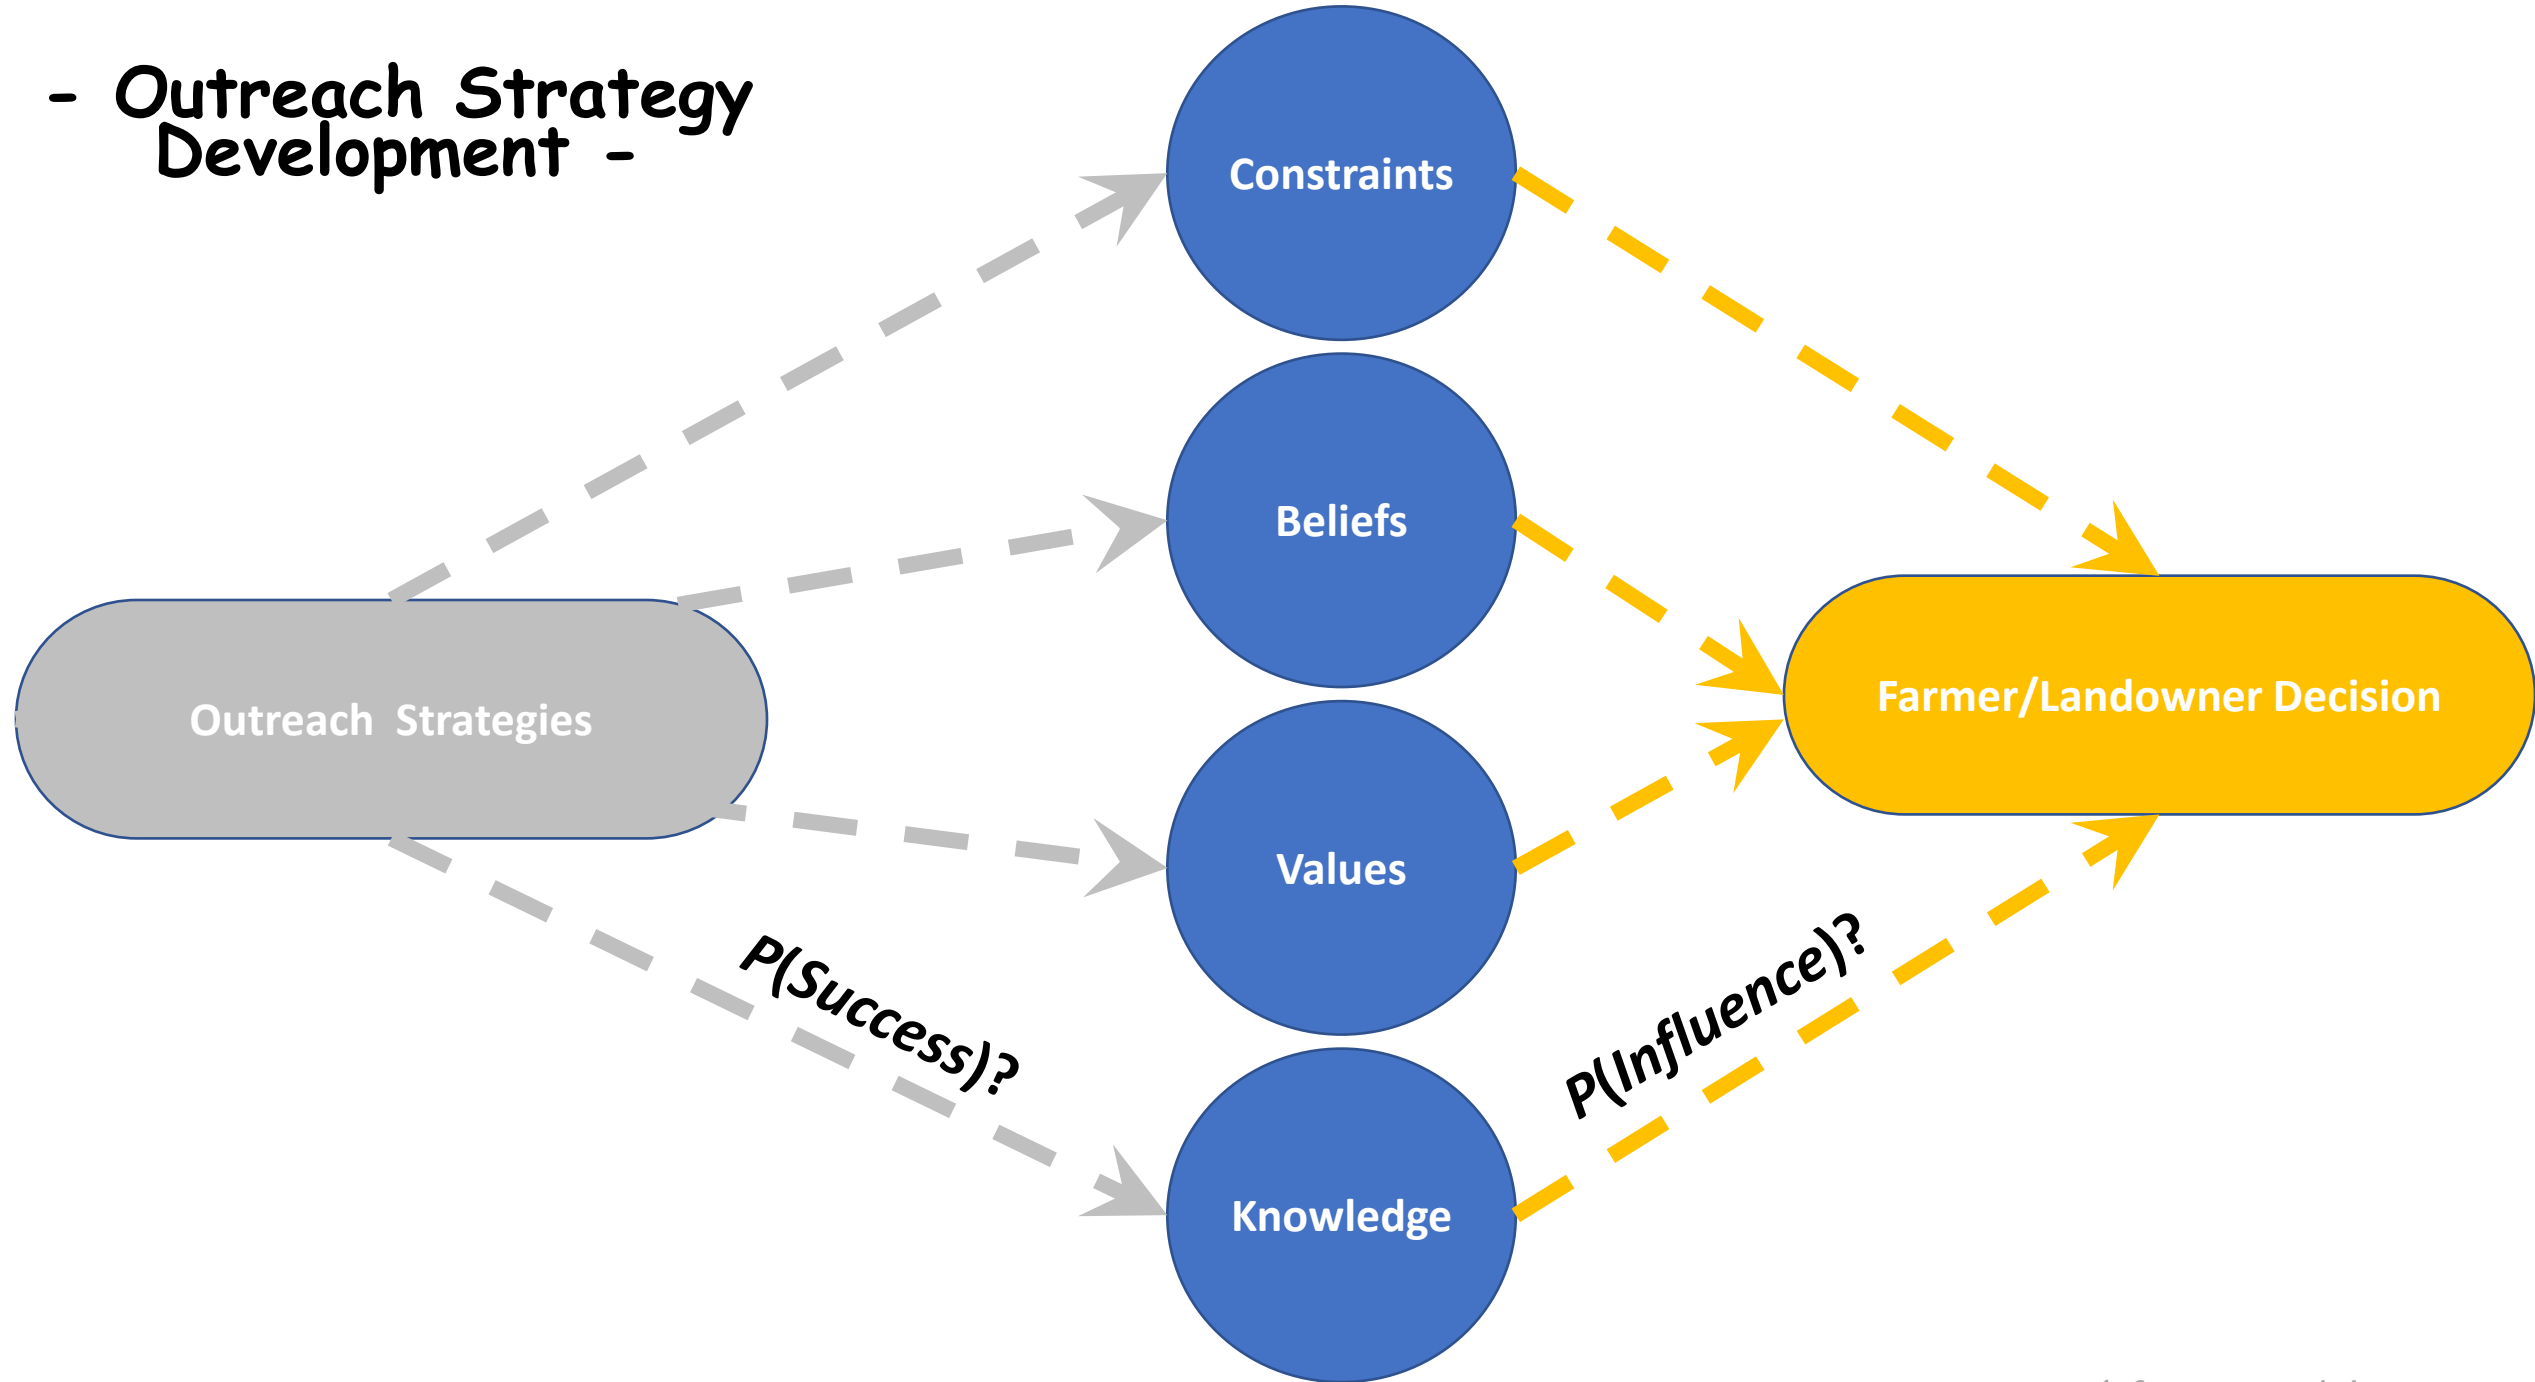 - Outreach Strategy
Development -
Constraints
Beliefs
Outreach  Strategies
Farmer/Landowner Decision
Values
P(Success)?
P(Influence)?
Knowledge